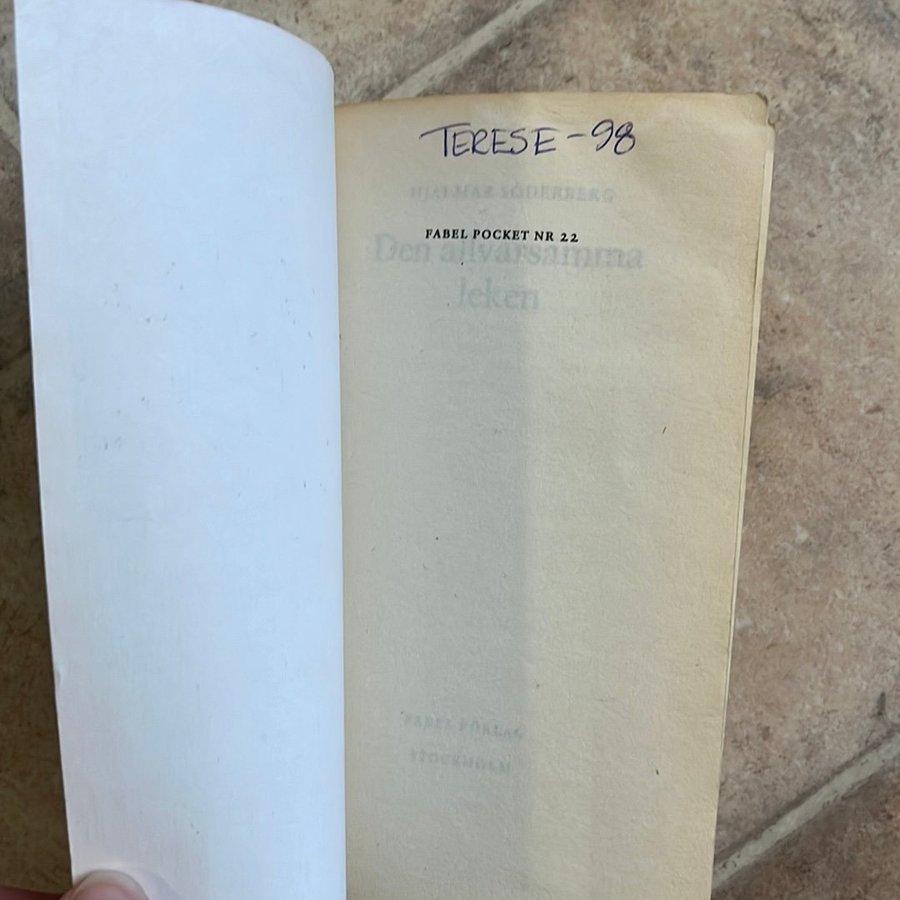 TERESE-98
HJALMAR SÖDERBERG
FABEL POCKET NR 22
Den allvarsamma
leken
FABEL FÖRLAG
STOCKHOLM